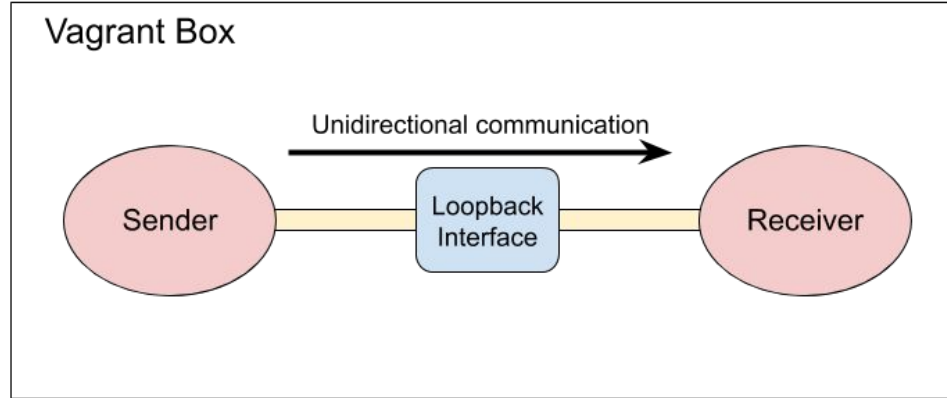 Vagrant Box
Unidirectional communication
Sender
Loopback
Interface
Receiver